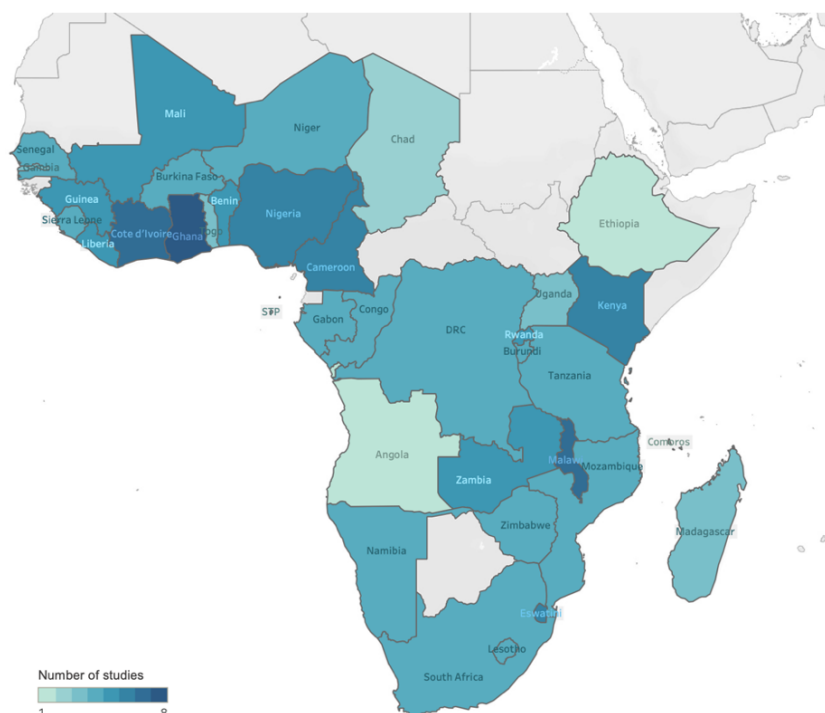 Mali
Niger
Chad
Senegal
Gambia
Burkina Faso
Guinea
Benin
Nigeria
Ethiopia
Sierra Leone
Cote d'Ivoire
Ghana
Togo
Liberia
Cameroon
Uganda
Kenya
STP
Gabon
Congo
DRC
Rwanda
Burundi
Tanzania
Angola
Comoros
Malawi
Mozambique
Zambia
Zimbabwe
Madagascar
Namibia
Eswatini
Lesotho
South Africa
Number of studies
1 8